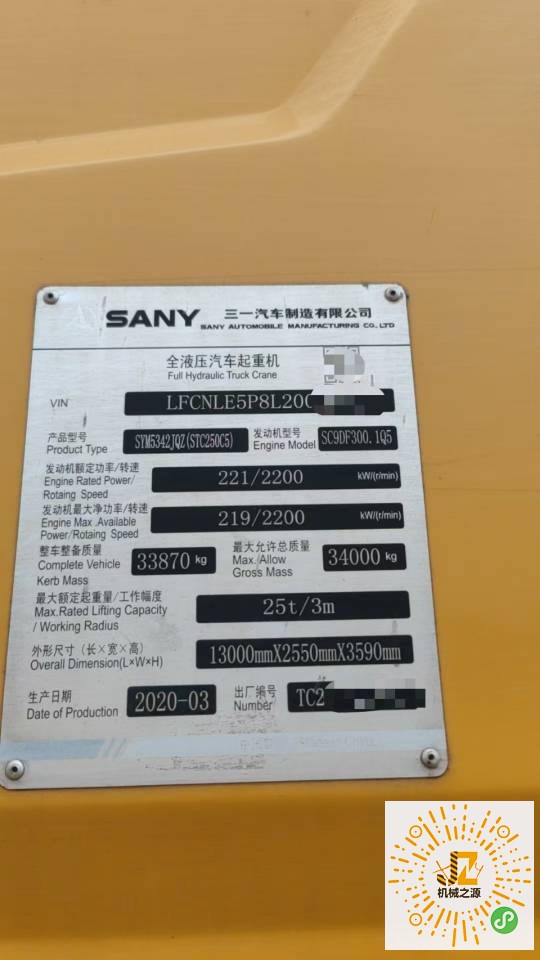 SANY 三一汽车制造有限公司
SANY AUTOMOBILE MANUFACTURING CO.,LTD
全液压汽车起重机
Full Hydraulic Truck Crane
VIN LFCNLE5P8L20
产品型号 SYM5342JQZ(STC250C5) 发动机型号 SC9DF300.1Q5
Product Type Engine Model
发动机额定功率/转速
Engine Rated Power/ 221/2200 kW/(r/min)
Rotaing Speed
发动机最大净功率/转速
Engine Max .Available 219/2200 kW/(r/min)
Power/Rotaing Speed
整车整备质量 最大允许总质量
Complete Vehicle 33870 kg Max. Allow 34000 kg
Kerb Mass Gross Mass
最大额定起重量/工作幅度
Max.Rated Lifting Capacity 25t/3m
/ Working Radius
外形尺寸（长×宽×高）
Overall Dimension(L×W×H) 13000mmX2550mmX3590mm
生产日期 2020-03 出厂编号 TC2
Date of Production Number
JZ
机械之源